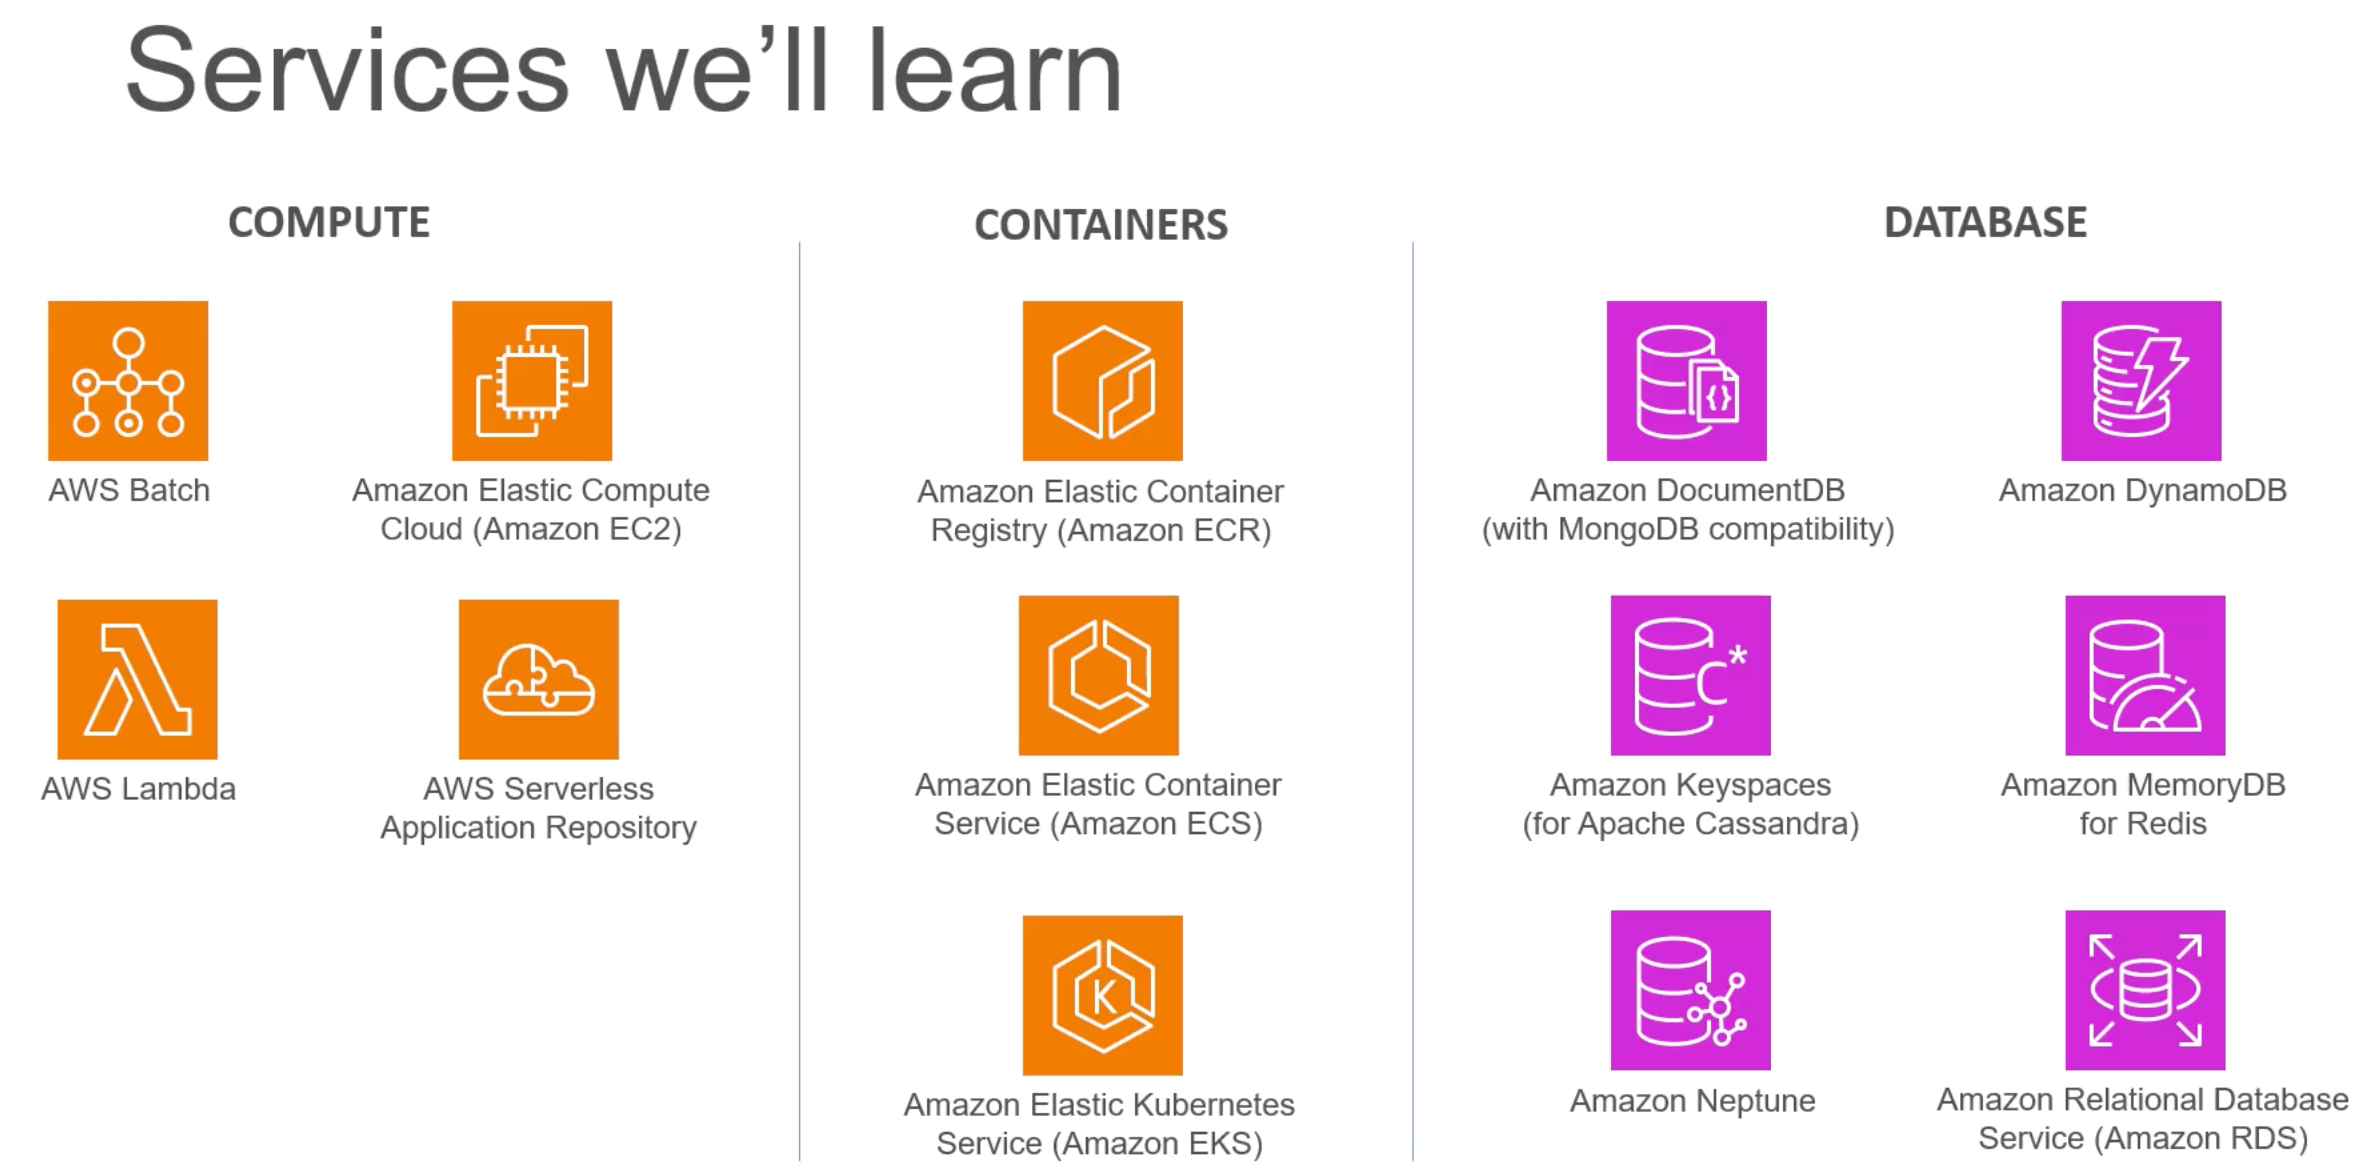 Services we’ll learn
COMPUTE
AWS Batch
Amazon Elastic Compute
Cloud (Amazon EC2)
AWS Lambda
AWS Serverless
Application Repository
CONTAINERS
Amazon Elastic Container
Registry (Amazon ECR)
Amazon Elastic Container
Service (Amazon ECS)
K
Amazon Elastic Kubernetes
Service (Amazon EKS)
DATABASE
{}
Amazon DocumentDB
(with MongoDB compatibility)
Amazon DynamoDB
C*
Amazon Keyspaces
(for Apache Cassandra)
Amazon MemoryDB
for Redis
Amazon Neptune
Amazon Relational Database
Service (Amazon RDS)